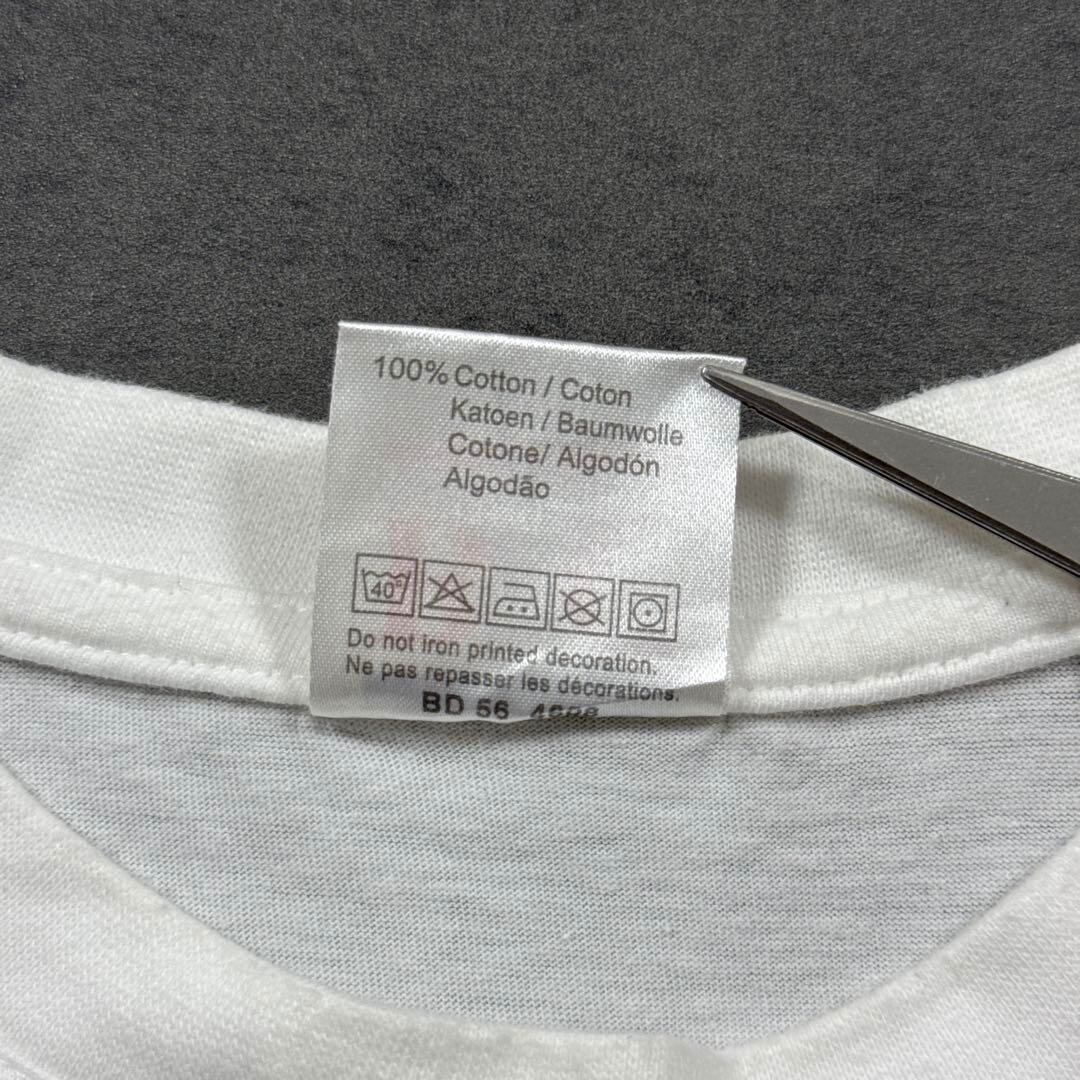 100% Cotton / Coton
Katoen / Baumwolle
Cotone/ Algodón
Algodão
40°
Do not iron printed decoration.
Ne pas repasser les décorations.
BD 56